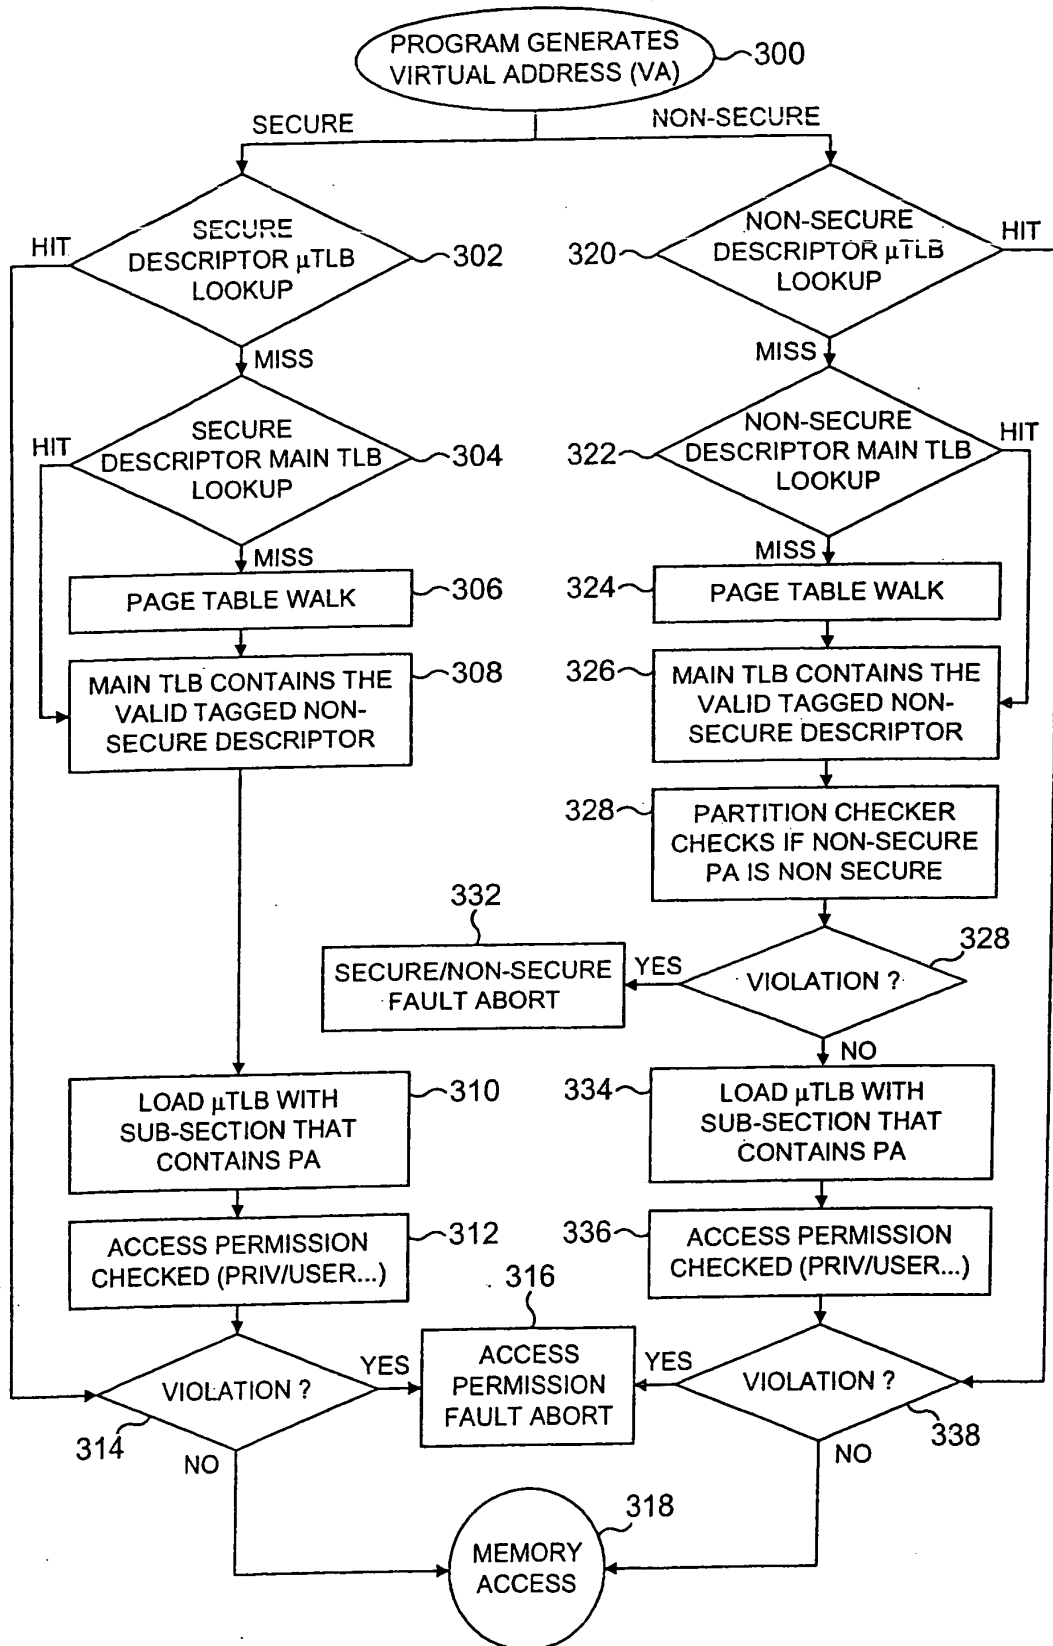 PROGRAM GENERATES
VIRTUAL ADDRESS (VA)
300
SECURE
NON-SECURE
HIT
SECURE
DESCRIPTOR µTLB
LOOKUP
302
320
NON-SECURE
DESCRIPTOR µTLB
LOOKUP
HIT
MISS
MISS
HIT
SECURE
DESCRIPTOR MAIN TLB
LOOKUP
304
322
NON-SECURE
DESCRIPTOR MAIN TLB
LOOKUP
HIT
MISS
MISS
PAGE TABLE WALK
306
324
PAGE TABLE WALK
MAIN TLB CONTAINS THE
VALID TAGGED NON-
SECURE DESCRIPTOR
308
326
MAIN TLB CONTAINS THE
VALID TAGGED NON-
SECURE DESCRIPTOR
328
PARTITION CHECKER
CHECKS IF NON-SECURE
PA IS NON SECURE
332
SECURE/NON-SECURE
FAULT ABORT
YES
VIOLATION ?
328
NO
LOAD µTLB WITH
SUB-SECTION THAT
CONTAINS PA
310
334
LOAD µTLB WITH
SUB-SECTION THAT
CONTAINS PA
ACCESS PERMISSION
CHECKED (PRIV/USER...)
312
336
ACCESS PERMISSION
CHECKED (PRIV/USER...)
316
VIOLATION ?
314
YES
ACCESS
PERMISSION
FAULT ABORT
YES
VIOLATION ?
338
NO
NO
318
MEMORY
ACCESS